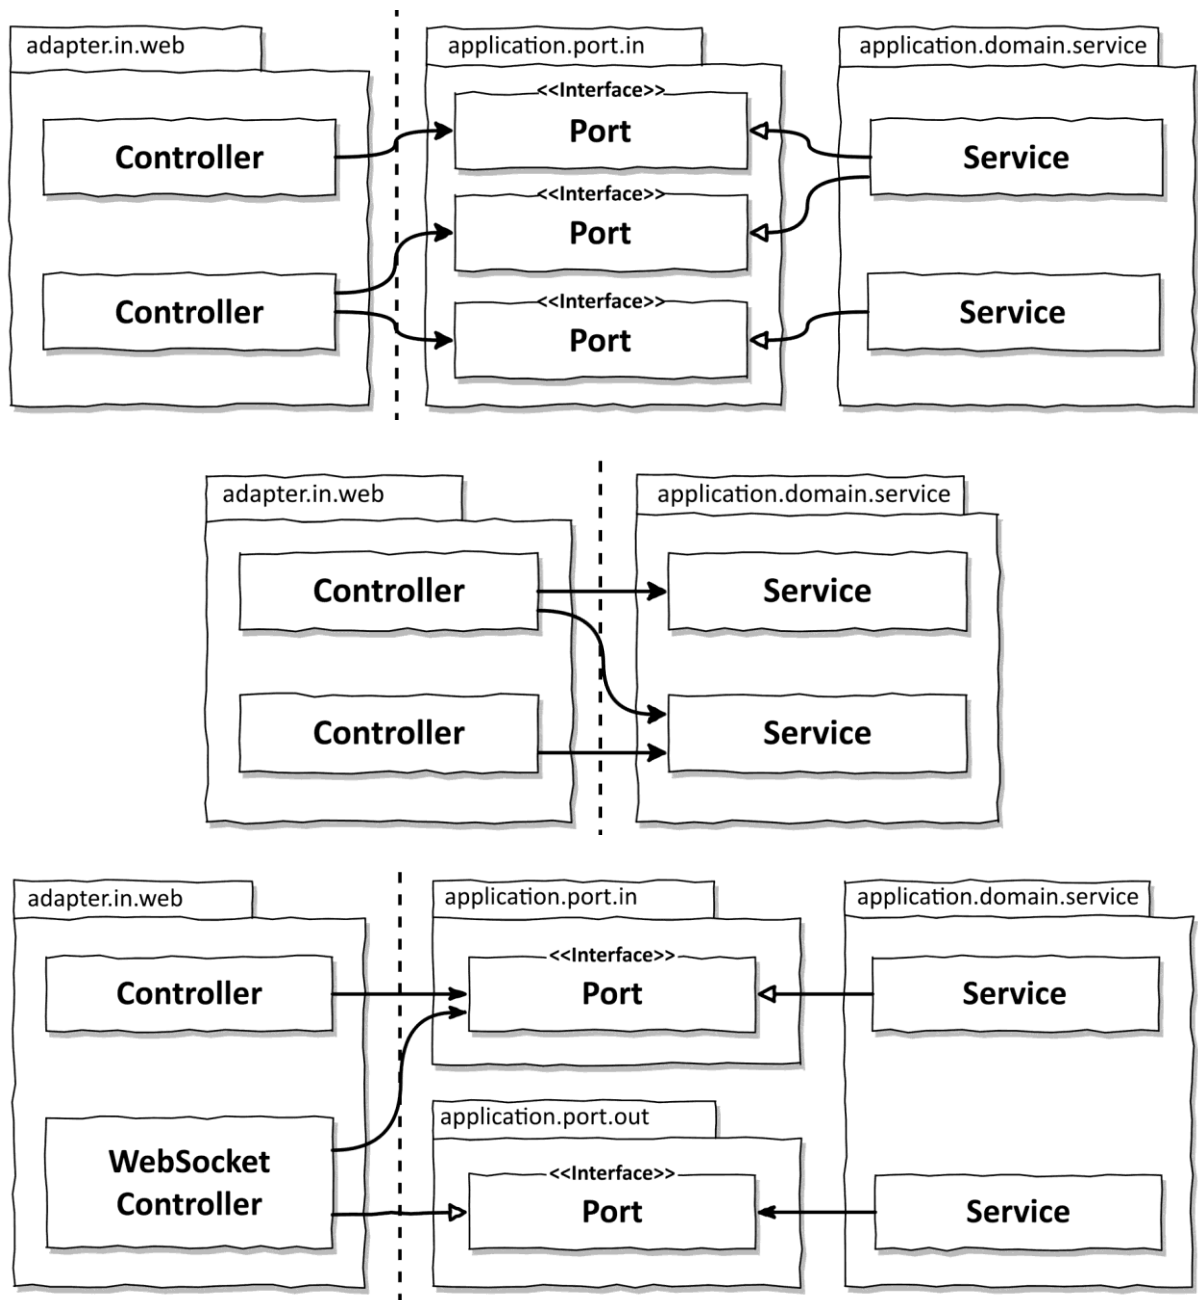 adapter.in.web
application.port.in
application.domain.service
<<Interface>>
Controller
Port
Service
<<Interface>>
Port
<<Interface>>
Controller
Port
Service
adapter.in.web
application.domain.service
Controller
Service
Controller
Service
adapter.in.web
application.port.in
application.domain.service
<<Interface>>
Controller
Port
Service
application.port.out
WebSocket
Controller
<<Interface>>
Port
Service